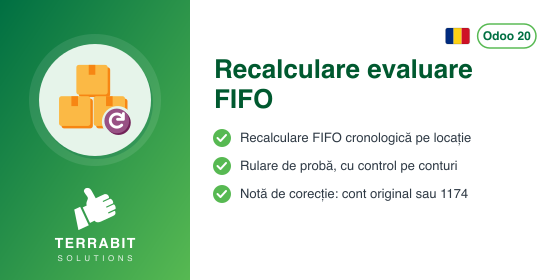 Odoo 20
Recalculare evaluare
FIFO
Recalculare FIFO cronologică pe locație
Rulare de probă, cu control pe conturi
Notă de corecție: cont original sau 1174
TERRABIT
SOLUTIONS